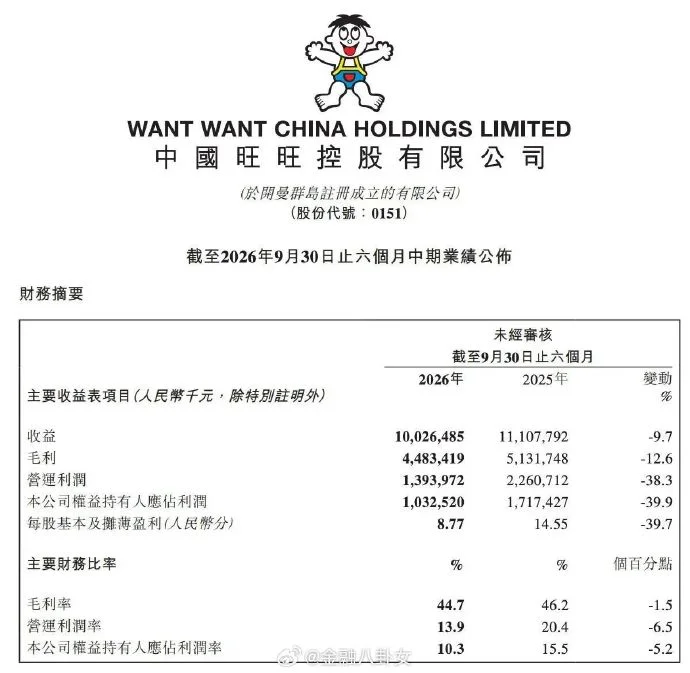 WANT WANT CHINA HOLDINGS LIMITED
中國旺旺控股有限公司
(於開曼群島註冊成立的有限公司)
(股份代號：0151)
截至2026年9月30日止六個月中期業績公佈
財務摘要
未經審核
截至9月30日止六個月
2026年 2025年 變動
主要收益表項目(人民幣千元，除特別註明外) %
收益 10,026,485 11,107,792 -9.7
毛利 4,483,419 5,131,748 -12.6
營運利潤 1,393,972 2,260,712 -38.3
本公司權益持有人應佔利潤 1,032,520 1,717,427 -39.9
每股基本及攤薄盈利(人民幣分) 8.77 14.55 -39.7
主要財務比率 % % 個百分點
毛利率 44.7 46.2 -1.5
營運利潤率 13.9 20.4 -6.5
本公司權益持有人應佔利潤率 10.3 15.5 -5.2
@金融八卦女